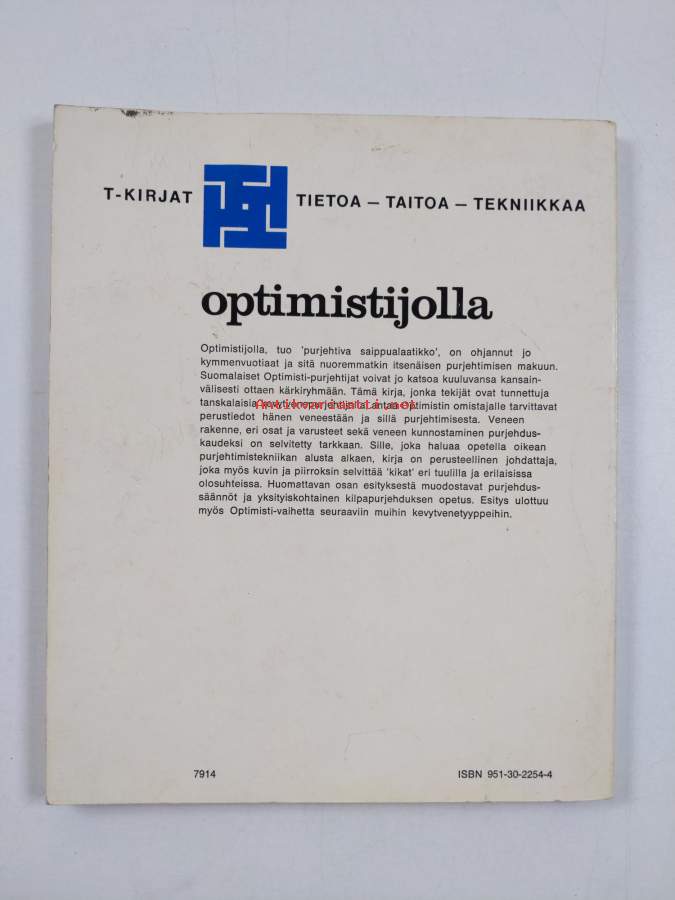 T-KIRJAT TIETOA – TAITOA – TEKNIIKKAA
optimistijolla
Optimistijolla, tuo 'purjehtiva saippualaatikko', on ohjannut jo
kymmenvuotiaat ja sitä nuoremmatkin itsenäisen purjehtimisen makuun.
Suomalaiset Optimisti-purjehtijat voivat jo katsoa kuuluvansa kansain-
välisesti ottaen kärkiryhmään. Tämä kirja, jonka tekijät ovat tunnettuja
tanskalaisia optimistin omistajalle tarvittavat
perustiedot hänen veneestään ja sillä purjehtimisesta. Veneen
rakenne, eri osat ja varusteet sekä veneen kunnostaminen purjehdus-
kaudeksi on selvitetty tarkkaan. Sille, joka haluaa opetella oikean
purjehtimistekniikan alusta alkaen, kirja on perusteellinen johdattaja,
joka myös kuvin ja piirroksin selvittää 'kikat' eri tuulilla ja erilaisissa
olosuhteissa. Huomattavan osan esityksestä muodostavat purjehdus-
säännöt ja yksityiskohtainen kilpapurjehduksen opetus. Esitys ulottuu
myös Optimisti-vaihetta seuraaviin muihin kevytvenetyyppeihin.
7914 ISBN 951-30-2254-4